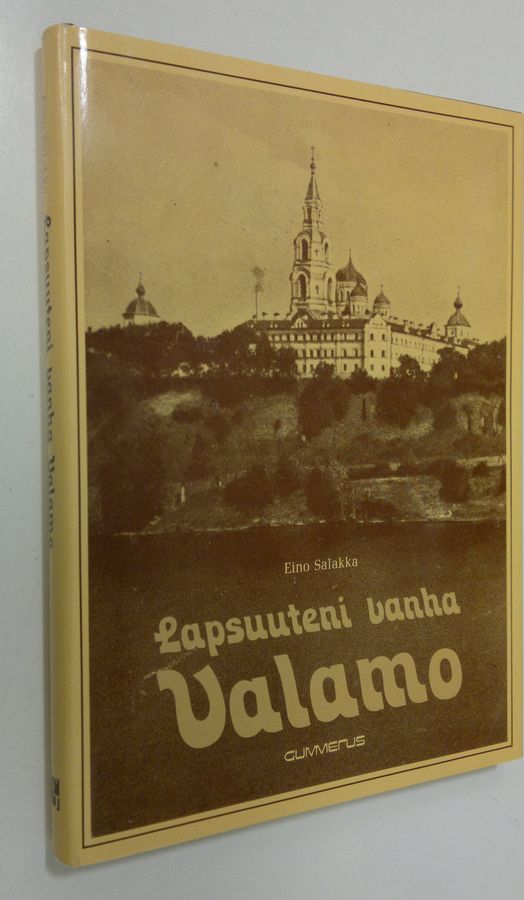 Eino Salakka
Lapsuuteni vanha
Valamo
GUMMERUS
Lapsuuteni vanha Valamo